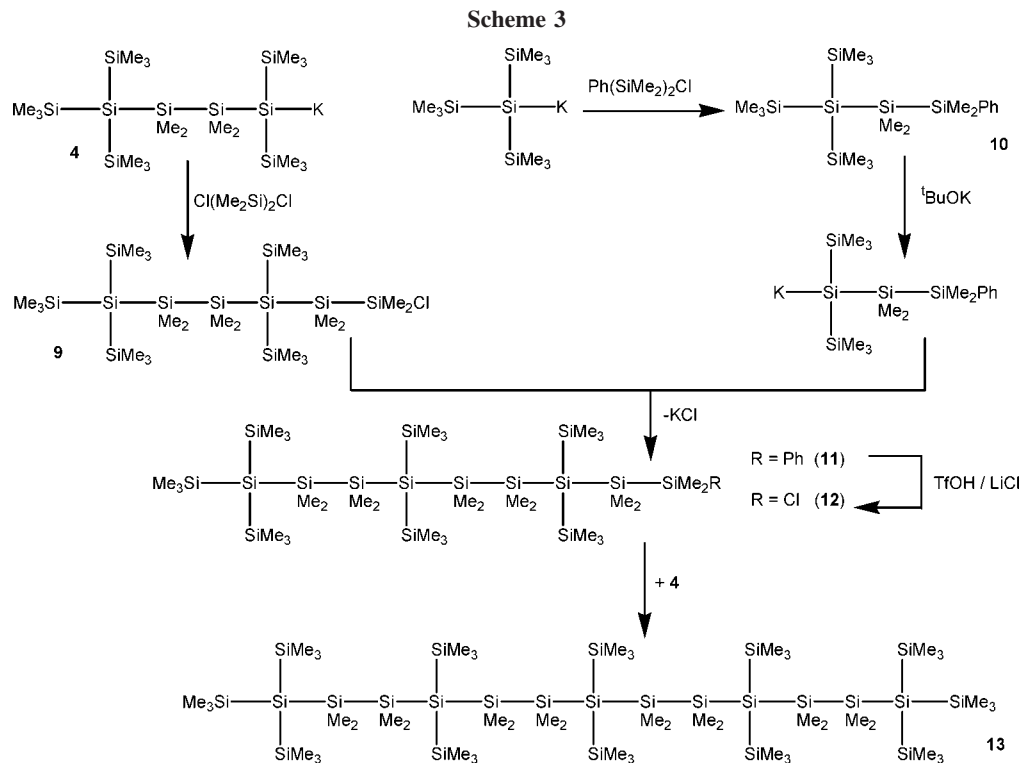 Scheme 3
SiMe3 SiMe3 SiMe3 SiMe3
Me3Si Si Si Si Si K Me3Si Si K Ph(SiMe2)2Cl Me3Si Si Si SiMe2Ph
Me2 Me2 Me2
4 SiMe3 SiMe3 SiMe3 SiMe3 10
Cl(Me2Si)2Cl tBuOK
SiMe3 SiMe3 SiMe3
Me3Si Si Si Si Si Si SiMe2Cl K Si Si SiMe2Ph
Me2 Me2 Me2 Me2
9 SiMe3 SiMe3 SiMe3
-KCl
SiMe3 SiMe3 SiMe3
Me3Si Si Si Si Si Si Si Si Si SiMe2R
Me2 Me2 Me2 Me2 Me2
SiMe3 SiMe3 SiMe3
R = Ph (11)
TfOH / LiCl
R = Cl (12)
+ 4
SiMe3 SiMe3 SiMe3 SiMe3 SiMe3
Me3Si Si Si Si Si Si Si Si Si Si Si Si Si Si SiMe3
Me2 Me2 Me2 Me2 Me2 Me2 Me2 Me2
SiMe3 SiMe3 SiMe3 SiMe3 SiMe3
13